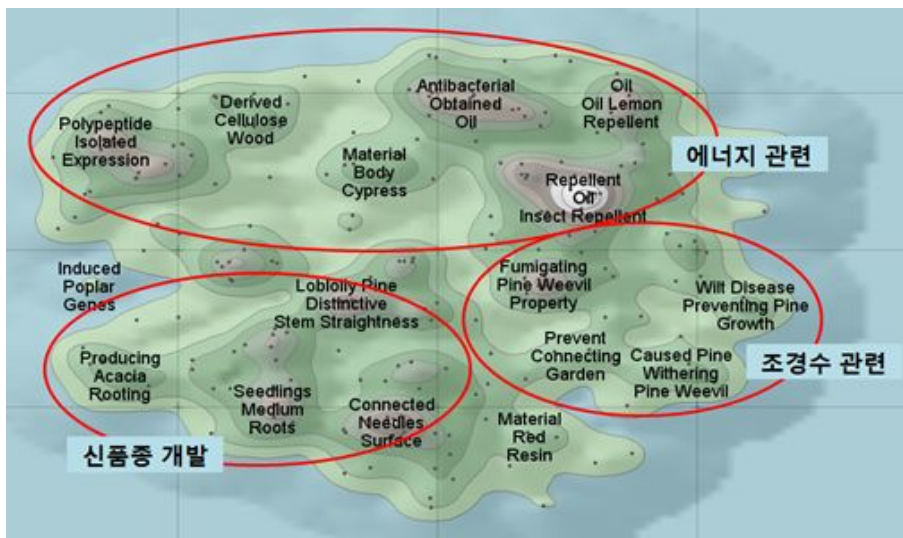 Polypeptide
Isolated
Expression
Derived
Cellulose
Wood
Antibacterial
Obtained
Oil
Oil
Oil Lemon
Repellent
에너지 관련
Material
Body
Cypress
Repellent
Oil
Insect Repellent
Induced
Poplar
Genes
Loblolly Pine
Distinctive
Stem Straightness
Fumigating
Pine Weevil
Property
Wilt Disease
Preventing Pine
Growth
Producing
Acacia
Rooting
Seedlings
Medium
Roots
Connected
Needles
Surface
Prevent
Connecting
Garden
Caused Pine
Withering
Pine Weevil
조경수 관련
Material
Red
Resin
신품종 개발